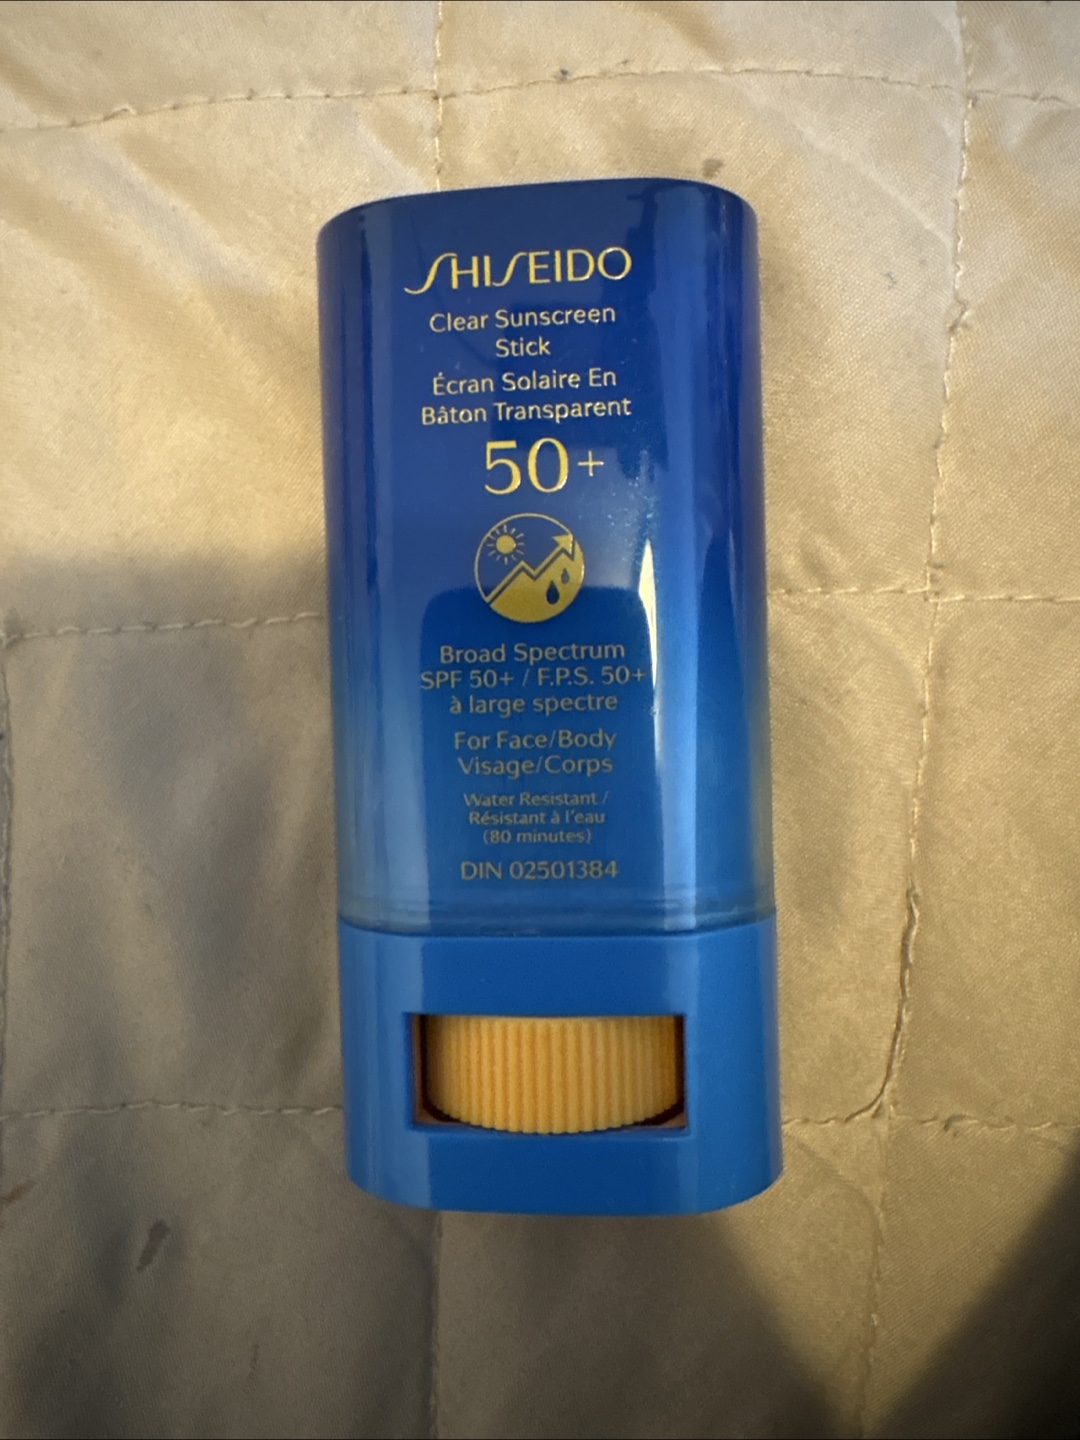 SHISEIDO
Clear Sunscreen
Stick
Écran Solaire En
Bâton Transparent
50+
Broad Spectrum
SPF 50+ / F.P.S. 50+
à large spectre
For Face/Body
Visage/Corps
Water Resistant /
Résistant à l'eau
(80 minutes)
DIN 02501384